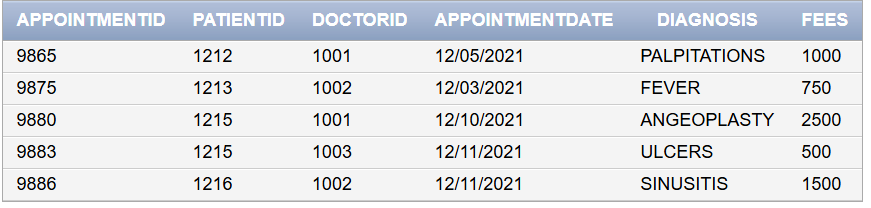 APPOINTMENTID PATIENTID DOCTORID APPOINTMENTDATE DIAGNOSIS FEES
9865 1212 1001 12/05/2021 PALPITATIONS 1000
9875 1213 1002 12/03/2021 FEVER 750
9880 1215 1001 12/10/2021 ANGEOPLASTY 2500
9883 1215 1003 12/11/2021 ULCERS 500
9886 1216 1002 12/11/2021 SINUSITIS 1500